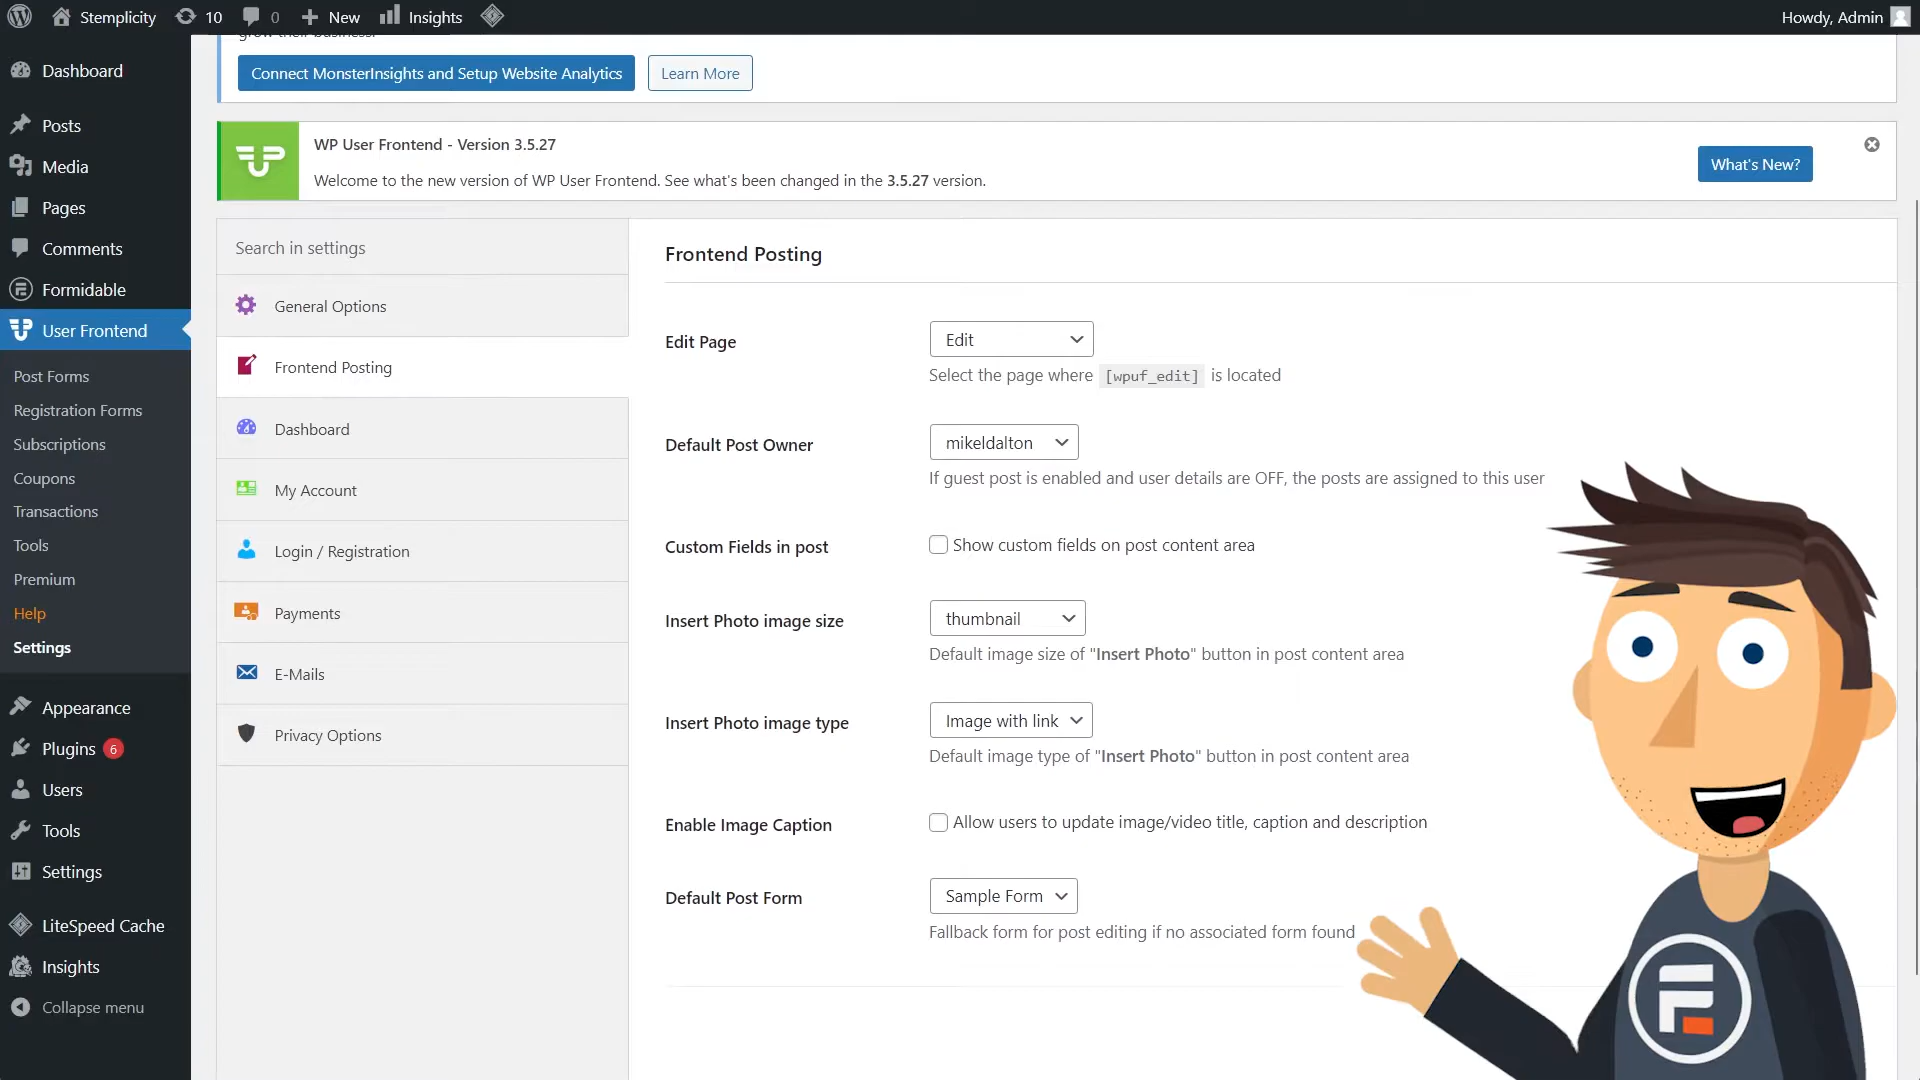 Stemplicity
10
0
New
Insights
Howdy, Admin
grow their business.
Connect MonsterInsights and Setup Website Analytics
Learn More
WP User Frontend - Version 3.5.27
Welcome to the new version of WP User Frontend. See what's been changed in the 3.5.27 version.
What's New?
Dashboard
Posts
Media
Pages
Comments
Formidable
User Frontend
Post Forms
Registration Forms
Subscriptions
Coupons
Transactions
Tools
Premium
Help
Settings
Appearance
Plugins 6
Users
Tools
Settings
LiteSpeed Cache
Insights
Collapse menu
Search in settings
General Options
Frontend Posting
Dashboard
My Account
Login / Registration
Payments
E-Mails
Privacy Options
Frontend Posting
Edit Page
Edit
Select the page where [wpuf_edit] is located
Default Post Owner
mikeldalton
If guest post is enabled and user details are OFF, the posts are assigned to this user
Custom Fields in post
Show custom fields on post content area
Insert Photo image size
thumbnail
Default image size of "Insert Photo" button in post content area
Insert Photo image type
Image with link
Default image type of "Insert Photo" button in post content area
Enable Image Caption
Allow users to update image/video title, caption and description
Default Post Form
Sample Form
Fallback form for post editing if no associated form found